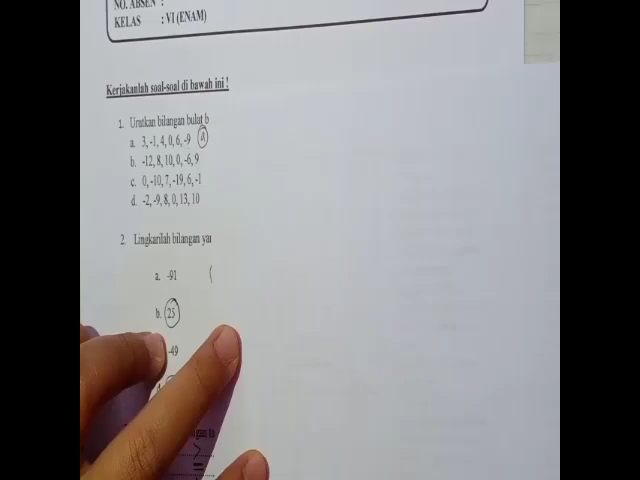 NO. ABSEN :
KELAS : VI (ENAM)
Kerjakanlah soal-soal di bawah ini !
1. Urutkan bilangan bulat b
a. 3, -1, 4, 0, 6, -9
b. -12, 8, 10, 0, -6, 9
c. 0, -10, 7, -19, 6, -1
d. -2, -9, 8, 0, 13, 10
2. Lingkarilah bilangan yan
a. -91
b. 25
-49